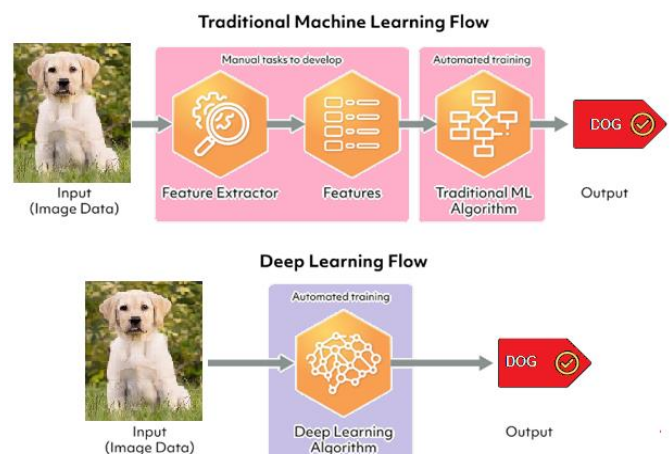 Traditional Machine Learning Flow
Manual tasks to develop
Automated training
DOG
Input
(Image Data)
Feature Extractor
Features
Traditional ML
Algorithm
Output
Deep Learning Flow
Automated training
DOG
Input
(Image Data)
Deep Learning
Algorithm
Output